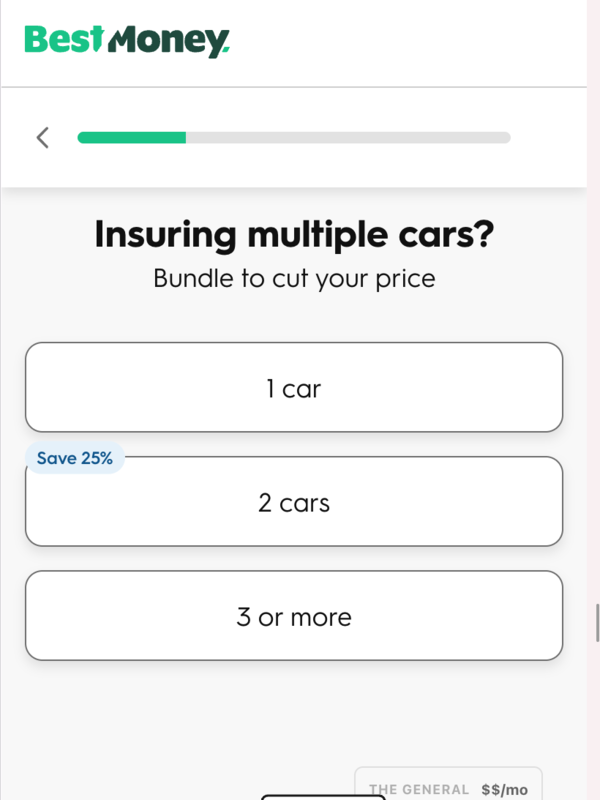 BestMoney.
Insuring multiple cars?
Bundle to cut your price
1 car
Save 25%
2 cars
3 or more
THE GENERAL $$/mo